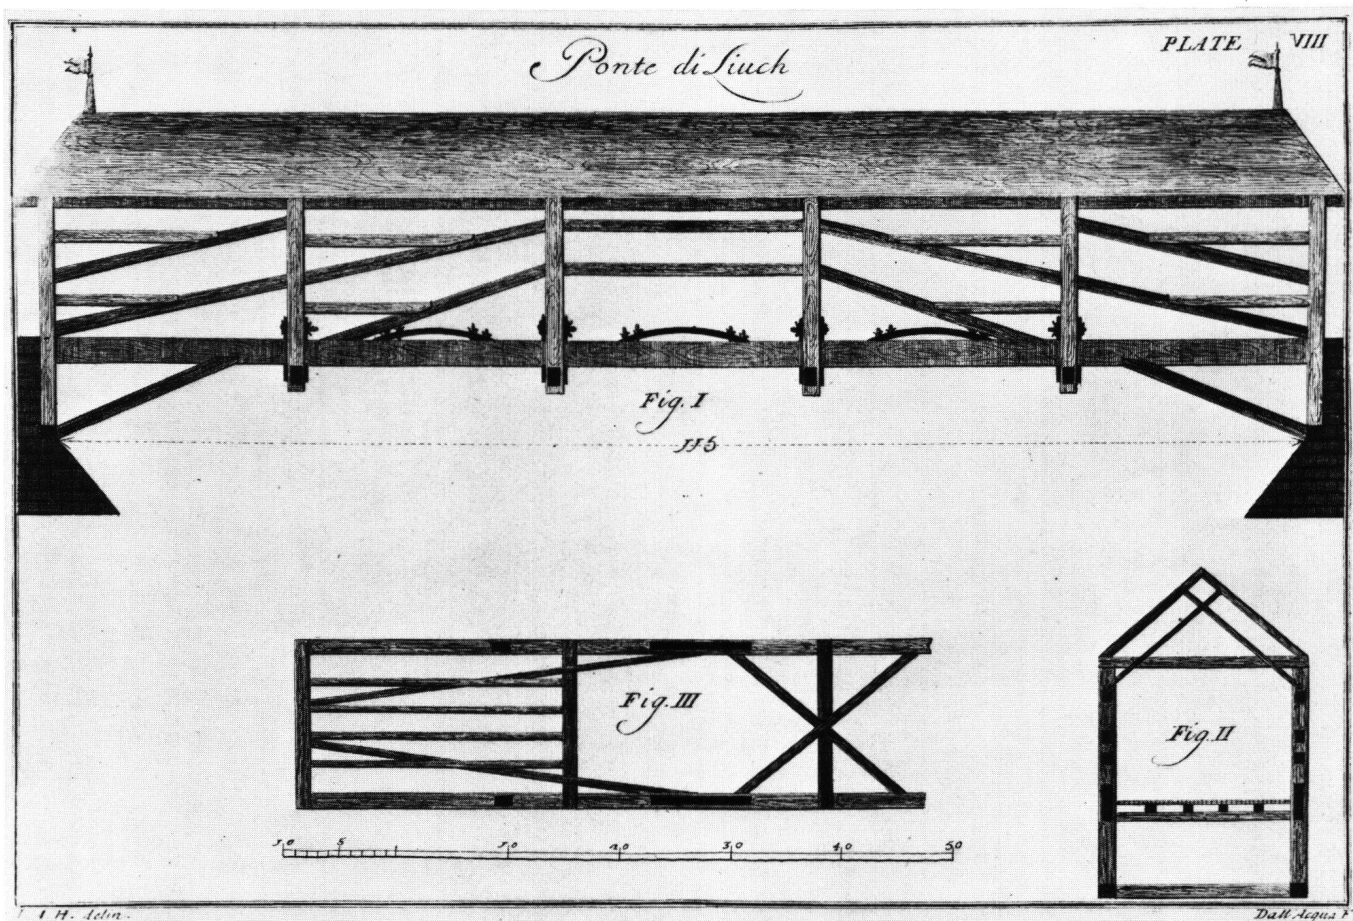 Ponte di Liuch
PLATE VIII
Fig. I
115
Fig. III
Fig. II
10 5 10 20 30 40 50
I. H. delin.
Dall Acqua F